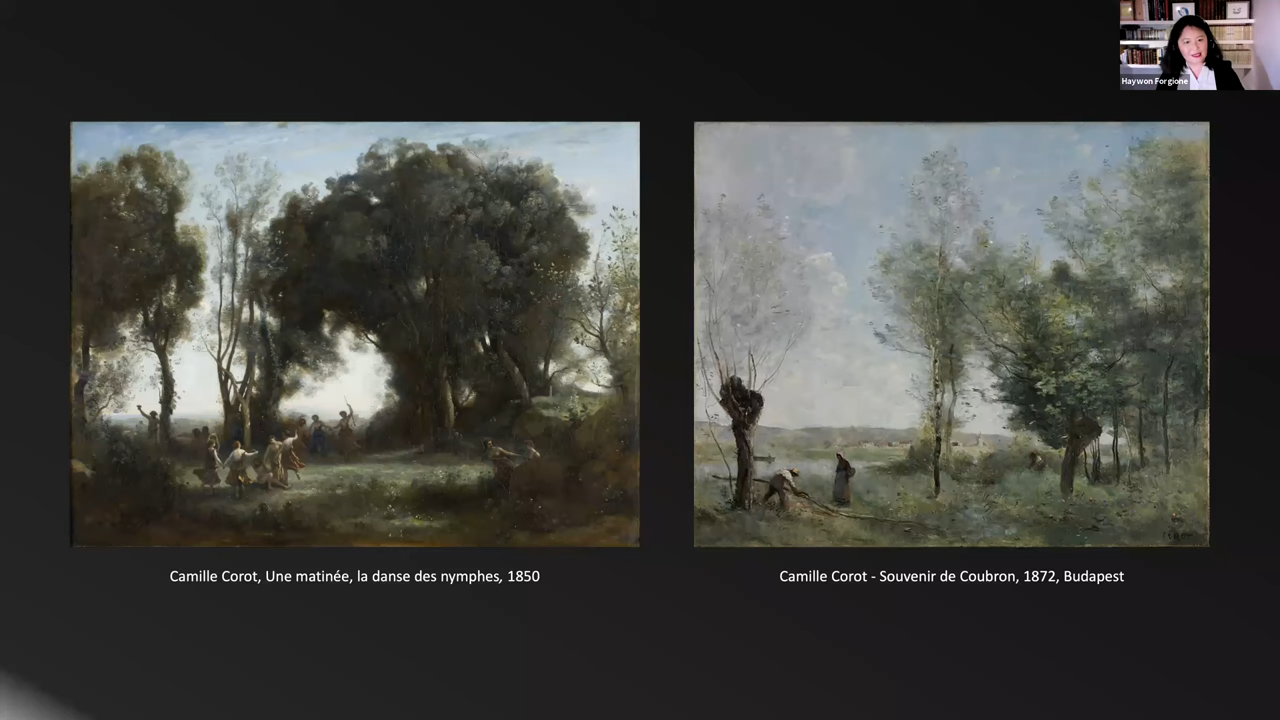 Haywon Forgione
Camille Corot, Une matinée, la danse des nymphes, 1850
Camille Corot - Souvenir de Coubron, 1872, Budapest